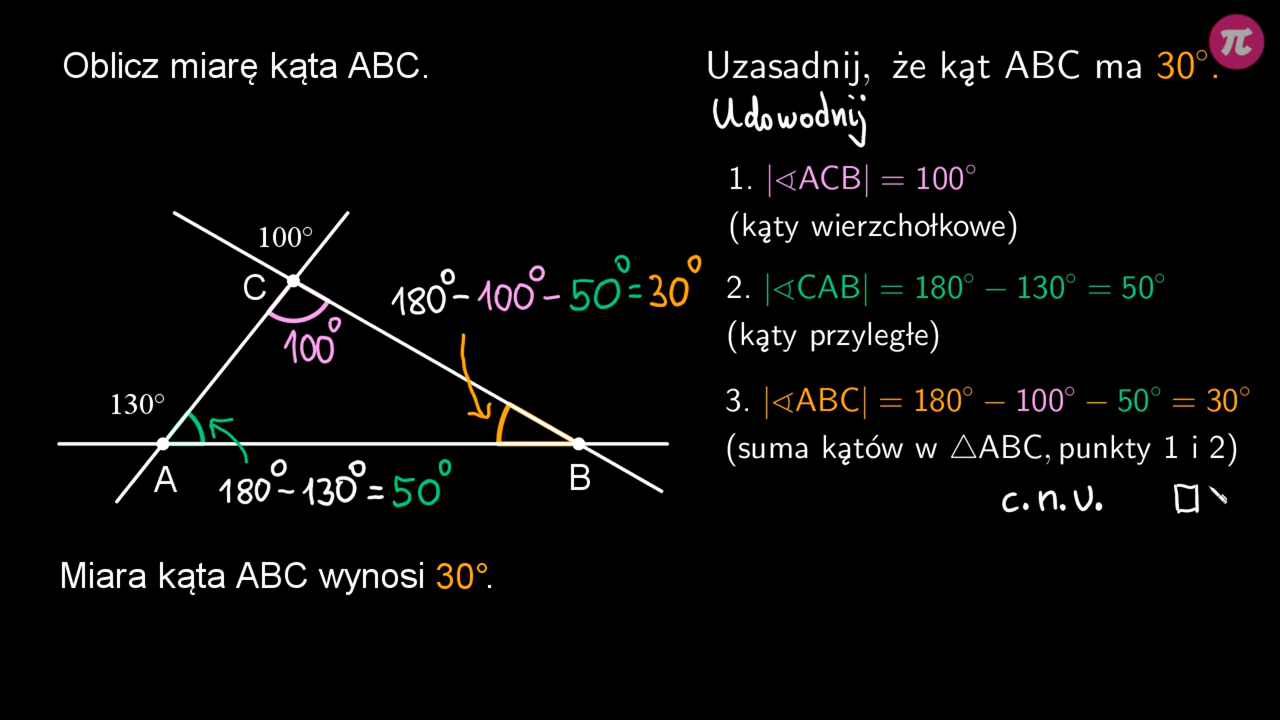 Oblicz miarę kąta ABC.
100°
C
180°-100°-50°=30°
100°
130°
A
B
180°-130°=50°
Miara kąta ABC wynosi 30°.
π
Uzasadnij, że kąt ABC ma 30°.
Udowodnij
1. |∢ACB| = 100°
(kąty wierzchołkowe)
2. |∢CAB| = 180° − 130° = 50°
(kąty przyległe)
3. |∢ABC| = 180° − 100° − 50° = 30°
(suma kątów w △ABC, punkty 1 i 2)
c.n.u. □